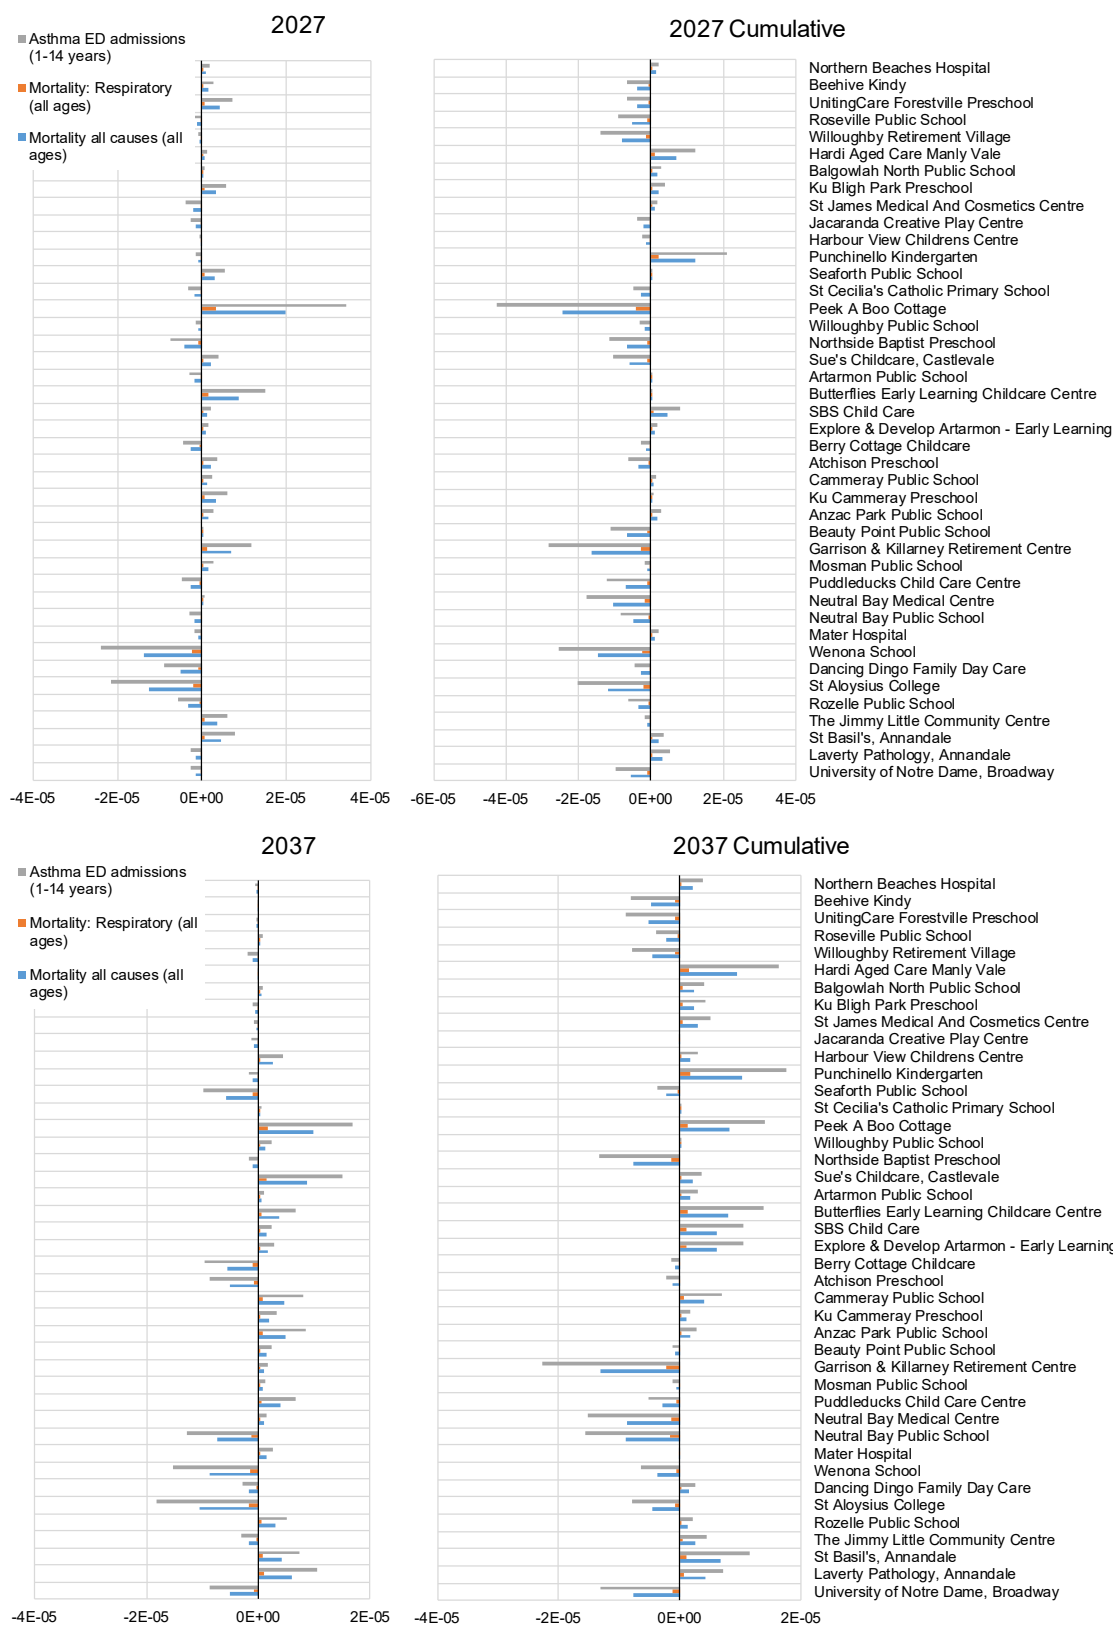 2027
2027 Cumulative
Asthma ED admissions
(1-14 years)
Mortality: Respiratory
(all ages)
Mortality all causes (all
ages)
Northern Beaches Hospital
Beehive Kindy
UnitingCare Forestville Preschool
Roseville Public School
Willoughby Retirement Village
Hardi Aged Care Manly Vale
Balgowlah North Public School
Ku Bligh Park Preschool
St James Medical And Cosmetics Centre
Jacaranda Creative Play Centre
Harbour View Childrens Centre
Punchinello Kindergarten
Seaforth Public School
St Cecilia's Catholic Primary School
Peek A Boo Cottage
Willoughby Public School
Northside Baptist Preschool
Sue's Childcare, Castlevale
Artarmon Public School
Butterflies Early Learning Childcare Centre
SBS Child Care
Explore & Develop Artarmon - Early Learning
Berry Cottage Childcare
Atchison Preschool
Cammeray Public School
Ku Cammeray Preschool
Anzac Park Public School
Beauty Point Public School
Garrison & Killarney Retirement Centre
Mosman Public School
Puddleducks Child Care Centre
Neutral Bay Medical Centre
Neutral Bay Public School
Mater Hospital
Wenona School
Dancing Dingo Family Day Care
St Aloysius College
Rozelle Public School
The Jimmy Little Community Centre
St Basil's, Annandale
Laverty Pathology, Annandale
University of Notre Dame, Broadway
-4E-05 -2E-05 0E+00 2E-05 4E-05
-6E-05 -4E-05 -2E-05 0E+00 2E-05 4E-05
2037
2037 Cumulative
Asthma ED admissions
(1-14 years)
Mortality: Respiratory (all
ages)
Mortality all causes (all
ages)
Northern Beaches Hospital
Beehive Kindy
UnitingCare Forestville Preschool
Roseville Public School
Willoughby Retirement Village
Hardi Aged Care Manly Vale
Balgowlah North Public School
Ku Bligh Park Preschool
St James Medical And Cosmetics Centre
Jacaranda Creative Play Centre
Harbour View Childrens Centre
Punchinello Kindergarten
Seaforth Public School
St Cecilia's Catholic Primary School
Peek A Boo Cottage
Willoughby Public School
Northside Baptist Preschool
Sue's Childcare, Castlevale
Artarmon Public School
Butterflies Early Learning Childcare Centre
SBS Child Care
Explore & Develop Artarmon - Early Learning
Berry Cottage Childcare
Atchison Preschool
Cammeray Public School
Ku Cammeray Preschool
Anzac Park Public School
Beauty Point Public School
Garrison & Killarney Retirement Centre
Mosman Public School
Puddleducks Child Care Centre
Neutral Bay Medical Centre
Neutral Bay Public School
Mater Hospital
Wenona School
Dancing Dingo Family Day Care
St Aloysius College
Rozelle Public School
The Jimmy Little Community Centre
St Basil's, Annandale
Laverty Pathology, Annandale
University of Notre Dame, Broadway
-4E-05 -2E-05 0E+00 2E-05
-4E-05 -2E-05 0E+00 2E-05